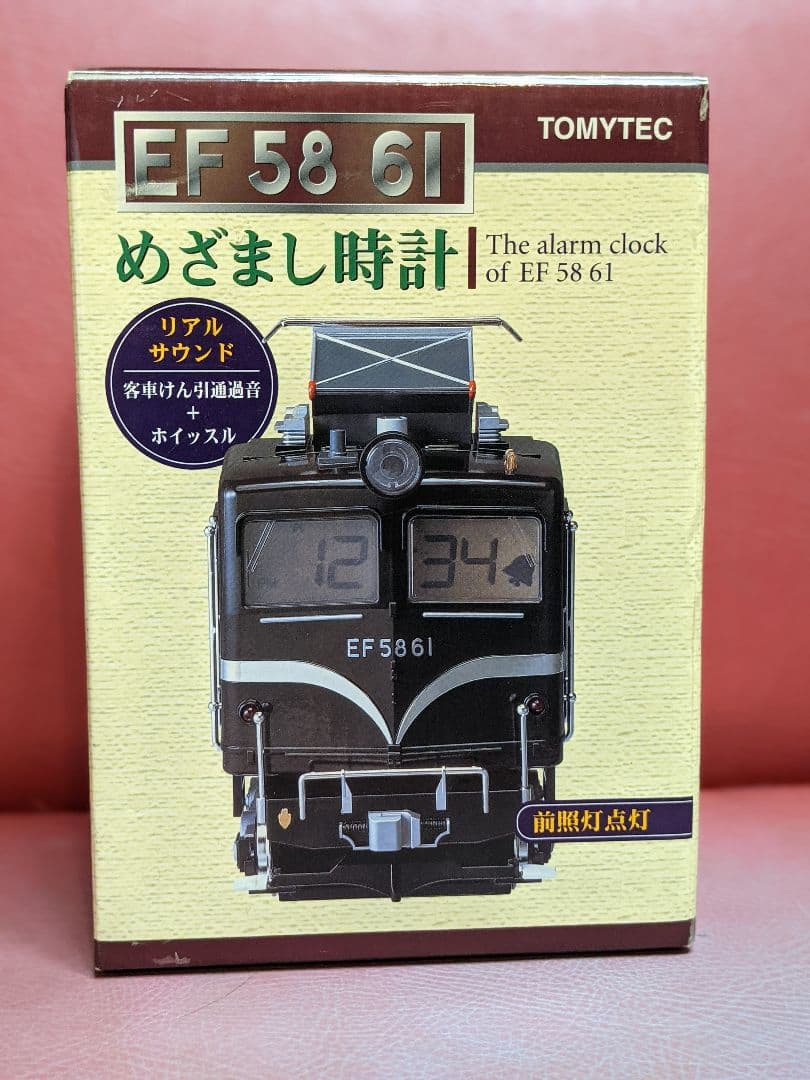 EF 58 61
TOMYTEC
めざまし時計
The alarm clock
of EF 58 61
リアル
サウンド
客車けん引通過音
+
ホイッスル
12 34
EF5861
前照灯点灯